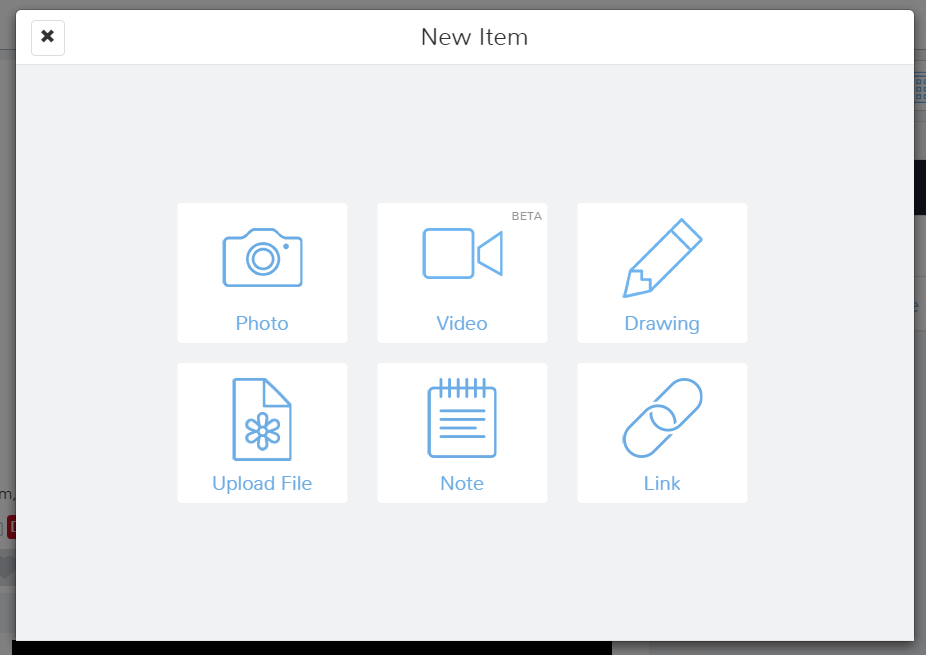 New Item
BETA
Photo
Video
Drawing
Upload File
Note
Link